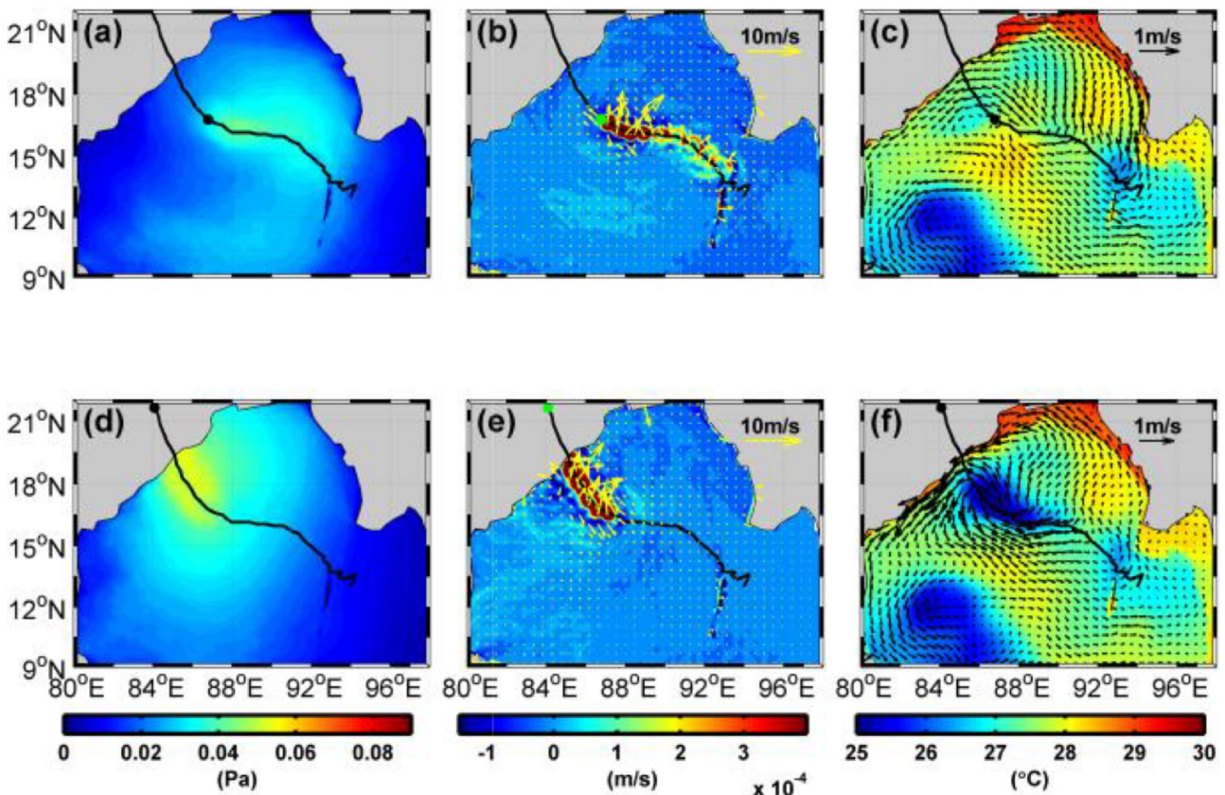 (a) (b) 10m/s (c) 1m/s
21°N
18°N
15°N
12°N
9°N
(d) (e) 10m/s (f) 1m/s
21°N
18°N
15°N
12°N
9°N
80°E 84°E 88°E 92°E 96°E 80°E 84°E 88°E 92°E 96°E 80°E 84°E 88°E 92°E 96°E
0 0.02 0.04 0.06 0.08 -1 0 1 2 3 25 26 27 28 29 30
(Pa) (m/s) (°C)
x 10⁻⁴